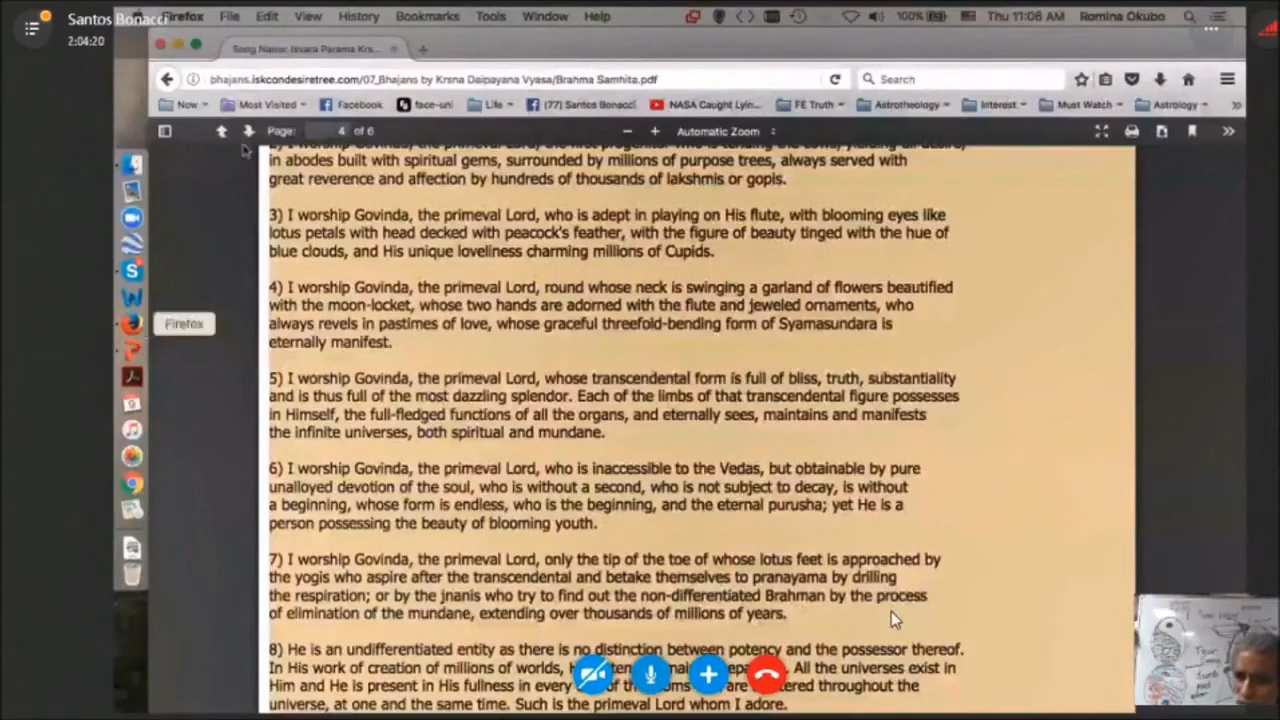 Santos Bonacci
2:04:20
Firefox File Edit View History Bookmarks Tools Window Help 100% Thu 11:06 AM Romina Okubo
Song Name: Isvara Parama Krs...
bhajans.iskcondesiretree.com/07_Bhajans by Krsna Daipayana Vyasa/Brahma Samhita.pdf Search
Now Most Visited Facebook face-uni Life (77) Santos Bonacci NASA Caught Lyin... FE Truth Astrotheology Interest Must Watch Astrology
Page: 4 of 6 Automatic Zoom
in abodes built with spiritual gems, surrounded by millions of purpose trees, always served with
great reverence and affection by hundreds of thousands of lakshmis or gopis.
3) I worship Govinda, the primeval Lord, who is adept in playing on His flute, with blooming eyes like
lotus petals with head decked with peacock's feather, with the figure of beauty tinged with the hue of
blue clouds, and His unique loveliness charming millions of Cupids.
4) I worship Govinda, the primeval Lord, round whose neck is swinging a garland of flowers beautified
with the moon-locket, whose two hands are adorned with the flute and jeweled ornaments, who
always revels in pastimes of love, whose graceful threefold-bending form of Syamasundara is
eternally manifest.
Firefox
5) I worship Govinda, the primeval Lord, whose transcendental form is full of bliss, truth, substantiality
and is thus full of the most dazzling splendor. Each of the limbs of that transcendental figure possesses
in Himself, the full-fledged functions of all the organs, and eternally sees, maintains and manifests
the infinite universes, both spiritual and mundane.
6) I worship Govinda, the primeval Lord, who is inaccessible to the Vedas, but obtainable by pure
unalloyed devotion of the soul, who is without a second, who is not subject to decay, is without
a beginning, whose form is endless, who is the beginning, and the eternal purusha; yet He is a
person possessing the beauty of blooming youth.
7) I worship Govinda, the primeval Lord, only the tip of the toe of whose lotus feet is approached by
the yogis who aspire after the transcendental and betake themselves to pranayama by drilling
the respiration; or by the jnanis who try to find out the non-differentiated Brahman by the process
of elimination of the mundane, extending over thousands of millions of years.
8) He is an undifferentiated entity as there is no distinction between potency and the possessor thereof.
In His work of creation of millions of worlds, All the universes exist in
Him and He is present in His fullness in every of the are throughout the
universe, at one and the same time. Such is the primeval Lord whom I adore.